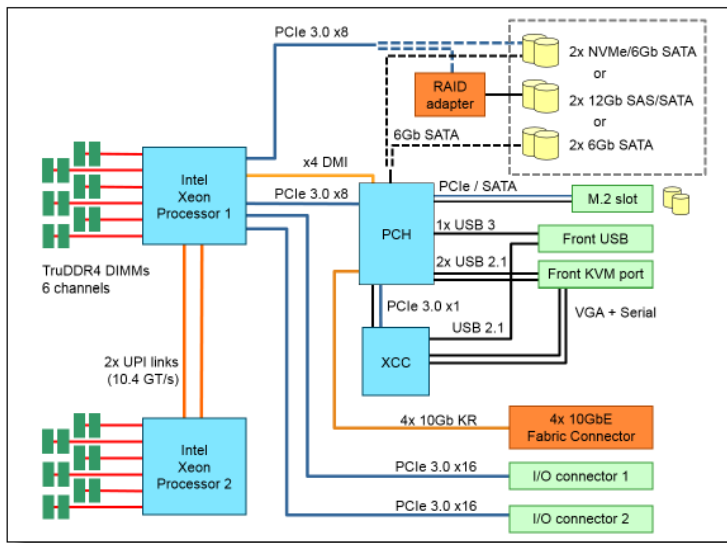 PCIe 3.0 x8
2x NVMe/6Gb SATA
or
RAID
adapter
2x 12Gb SAS/SATA
or
6Gb SATA
2x 6Gb SATA
Intel
Xeon
Processor 1
x4 DMI
PCIe 3.0 x8
PCIe / SATA
M.2 slot
PCH
1x USB 3
Front USB
2x USB 2.1
Front KVM port
TruDDR4 DIMMs
6 channels
PCIe 3.0 x1
VGA + Serial
USB 2.1
XCC
2x UPI links
(10.4 GT/s)
4x 10Gb KR
4x 10GbE
Fabric Connector
Intel
Xeon
Processor 2
PCIe 3.0 x16
I/O connector 1
PCIe 3.0 x16
I/O connector 2